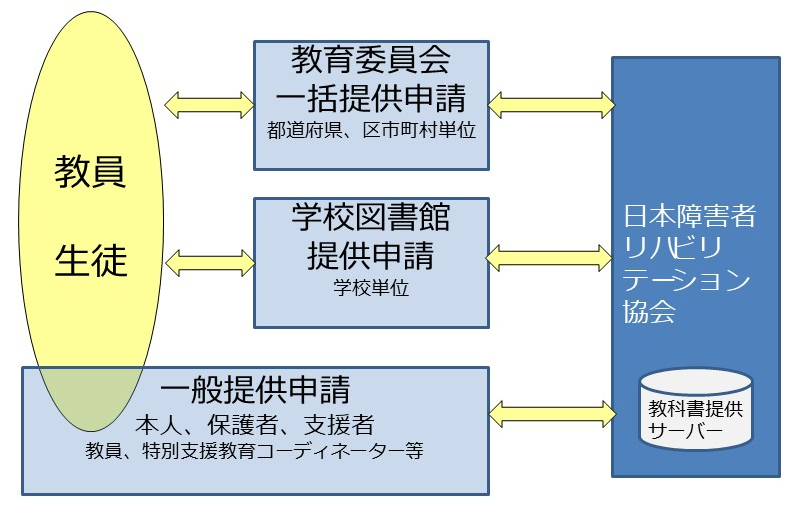 教員
生徒
教育委員会
一括提供申請
都道府県、区市町村単位
学校図書館
提供申請
学校単位
一般提供申請
本人、保護者、支援者
教員、特別支援教育コーディネーター等
日本障害者
リハビリ
テーション
協会
教科書提供
サーバー